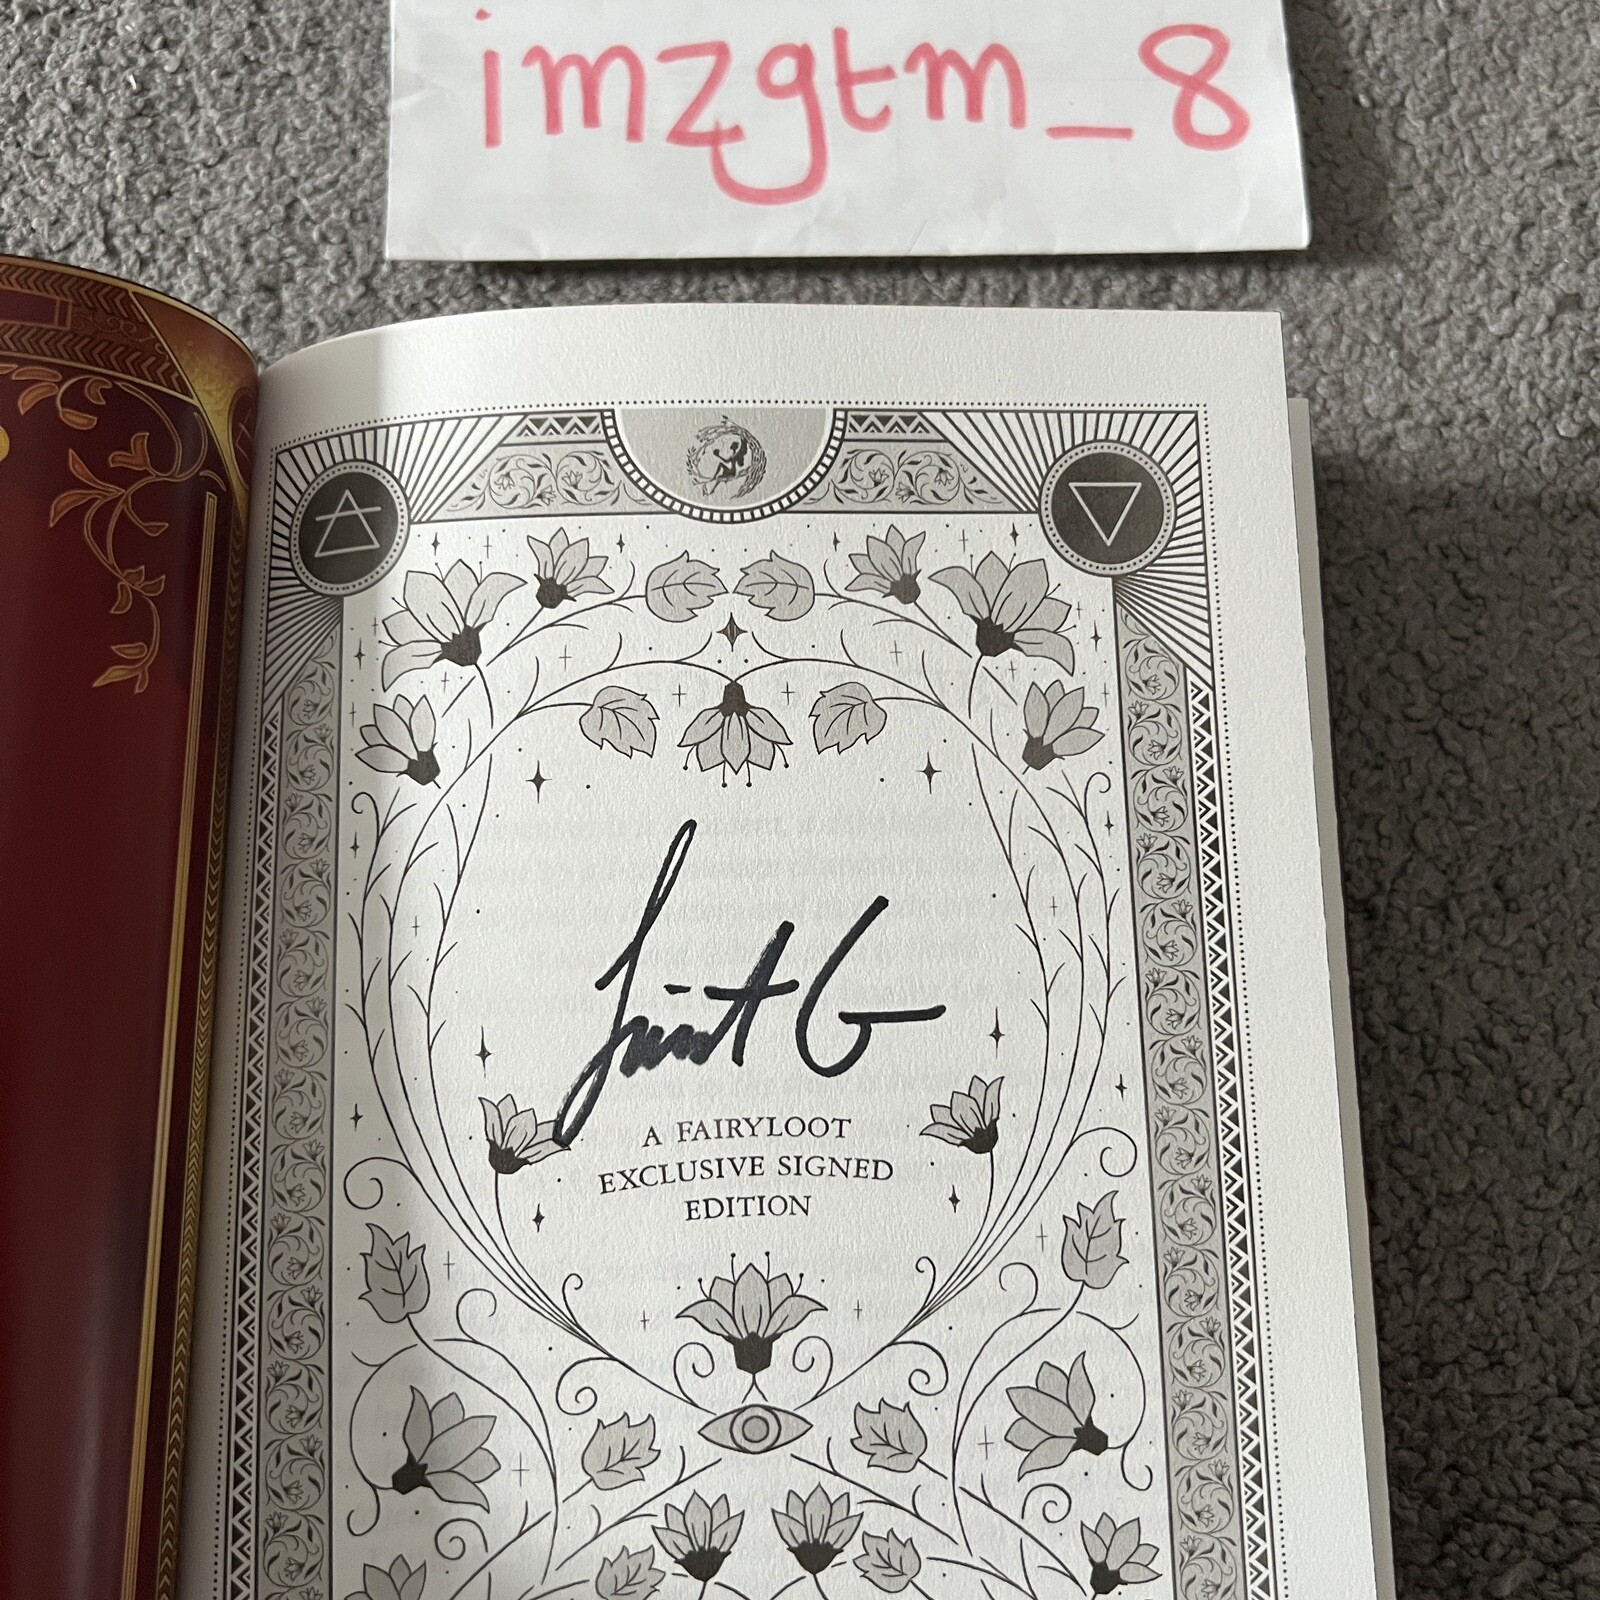 imzgtm_8
A FAIRYLOOT
EXCLUSIVE SIGNED
EDITION